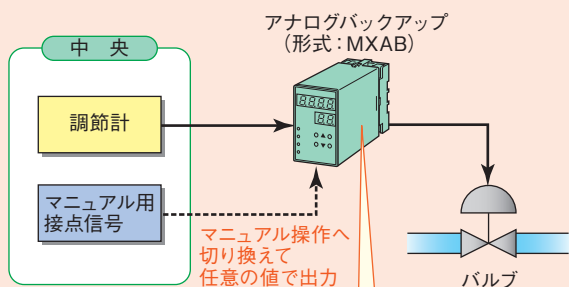 アナログバックアップ
（形式：MXAB）
中 央
調節計
マニュアル用
接点信号
マニュアル操作へ
切り換えて
任意の値で出力
バルブ